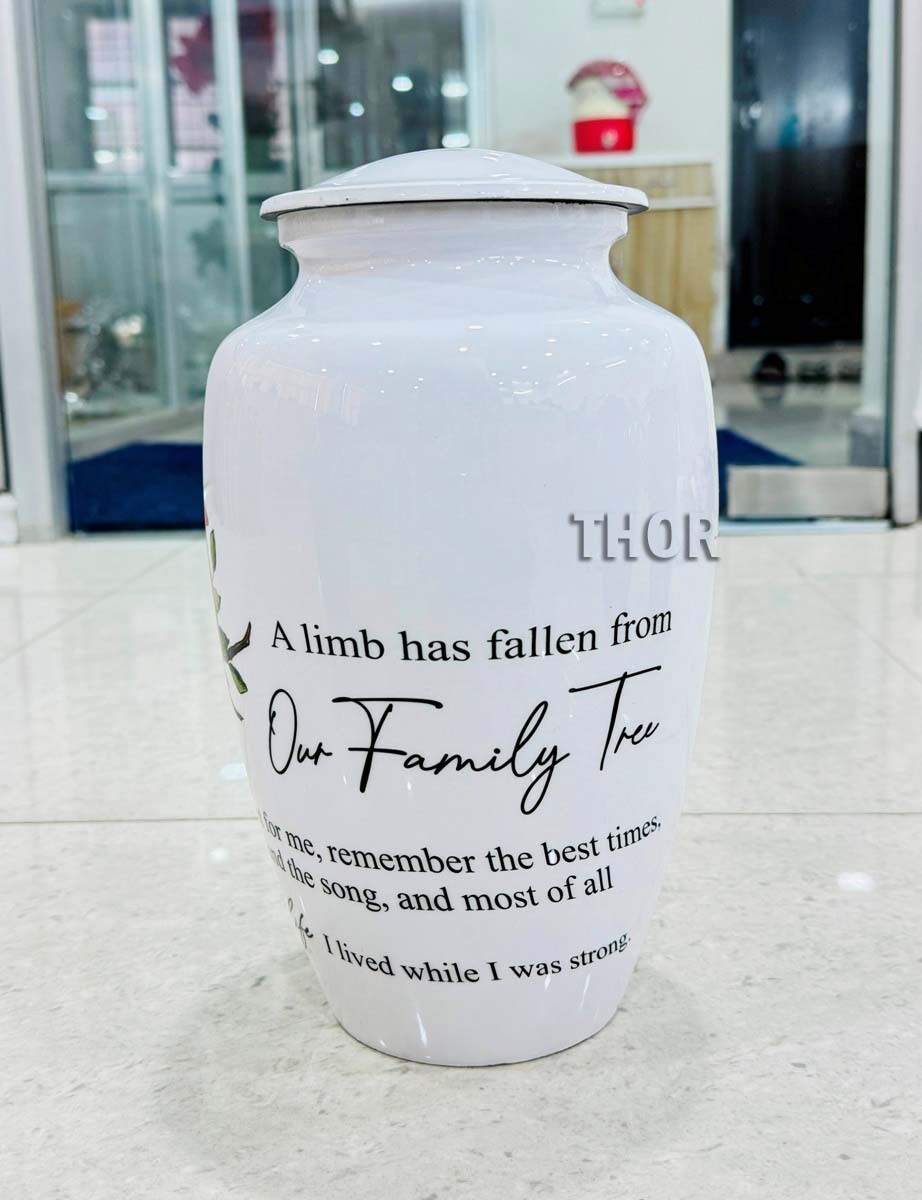 THOR
A limb has fallen from
Our Family Tree
for me, remember the best times,
the song, and most of all
I lived while I was strong.